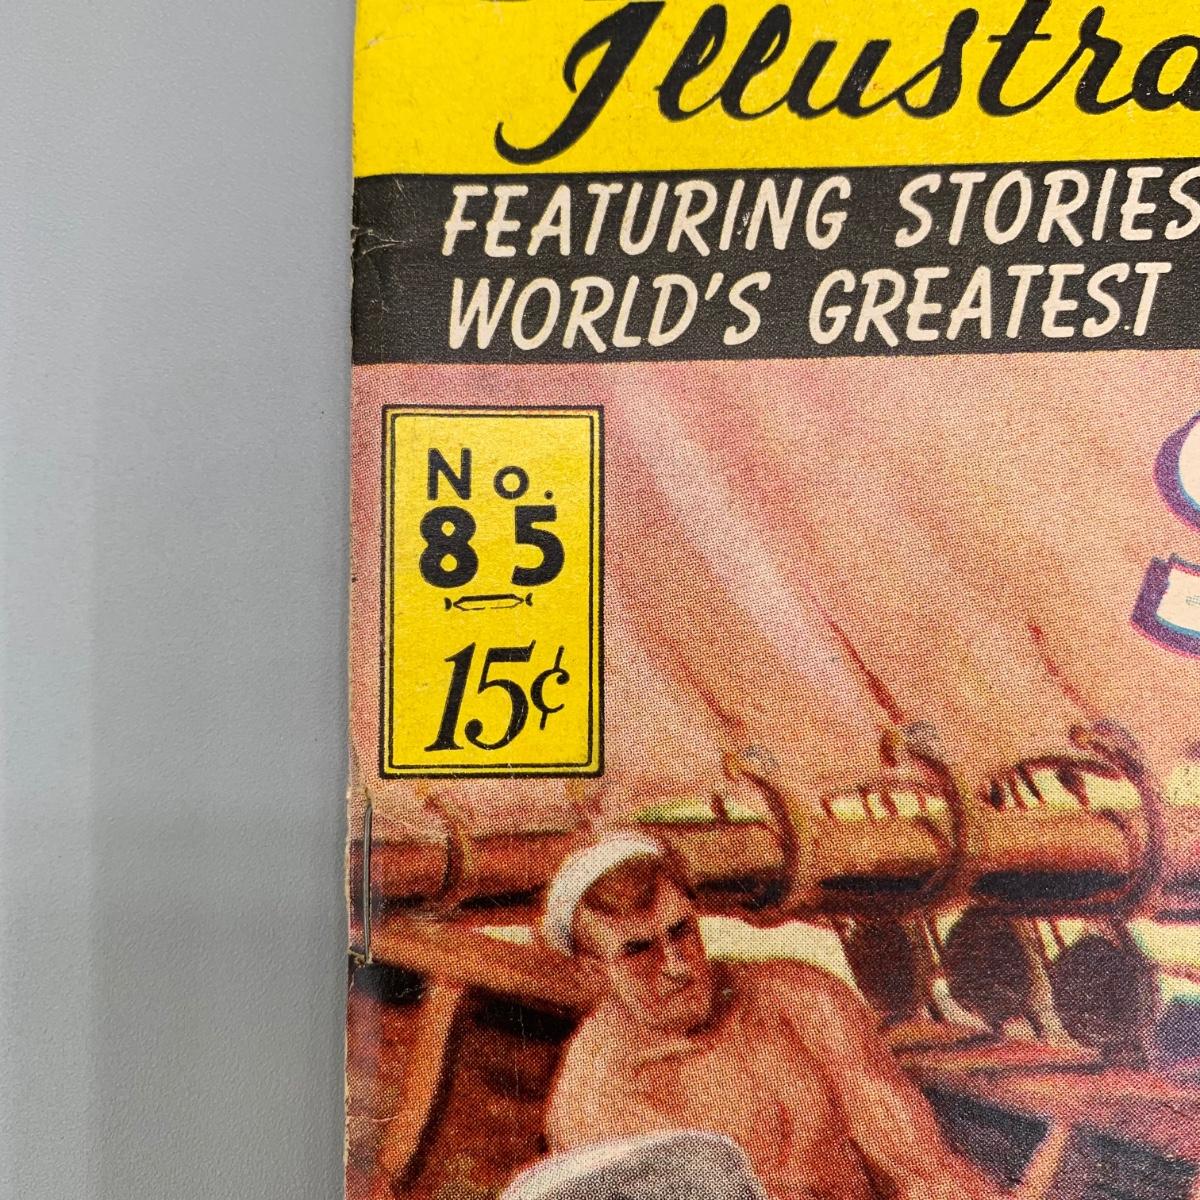 Illustra
FEATURING STORIES
WORLD'S GREATEST
No.
85
15¢